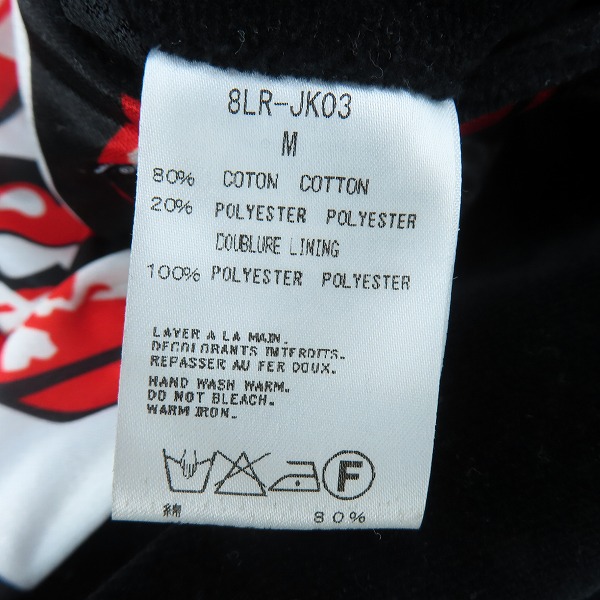 8LR-JK03
M
80% COTON COTTON
20% POLYESTER POLYESTER
DOUBLURE LINING
100% POLYESTER POLYESTER
LAVER A LA MAIN.
DECOLORANTS INTERDITS.
REPASSER AU FER DOUX.
HAND WASH WARM.
DO NOT BLEACH.
WARM IRON.
F
綿 80%